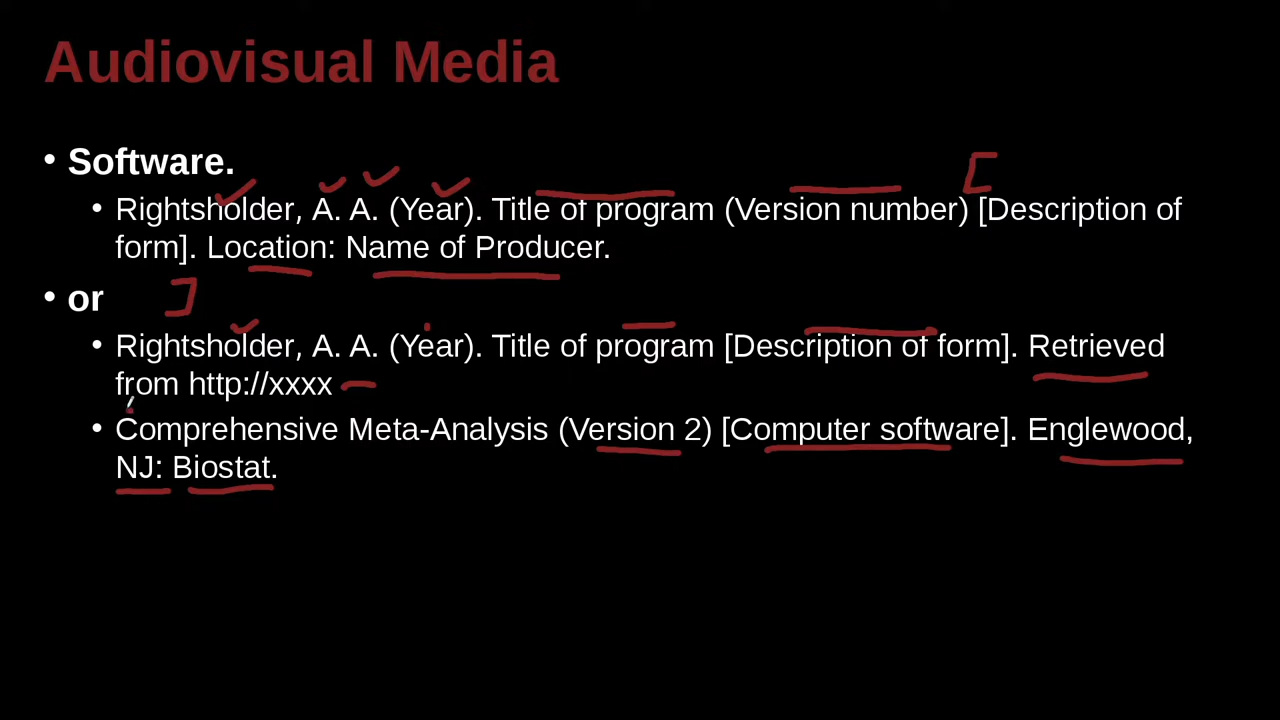 Audiovisual Media
• Software.
• Rightsholder, A. A. (Year). Title of program (Version number) [Description of
form]. Location: Name of Producer.
• or
• Rightsholder, A. A. (Year). Title of program [Description of form]. Retrieved
from http://xxxx
• Comprehensive Meta-Analysis (Version 2) [Computer software]. Englewood,
NJ: Biostat.